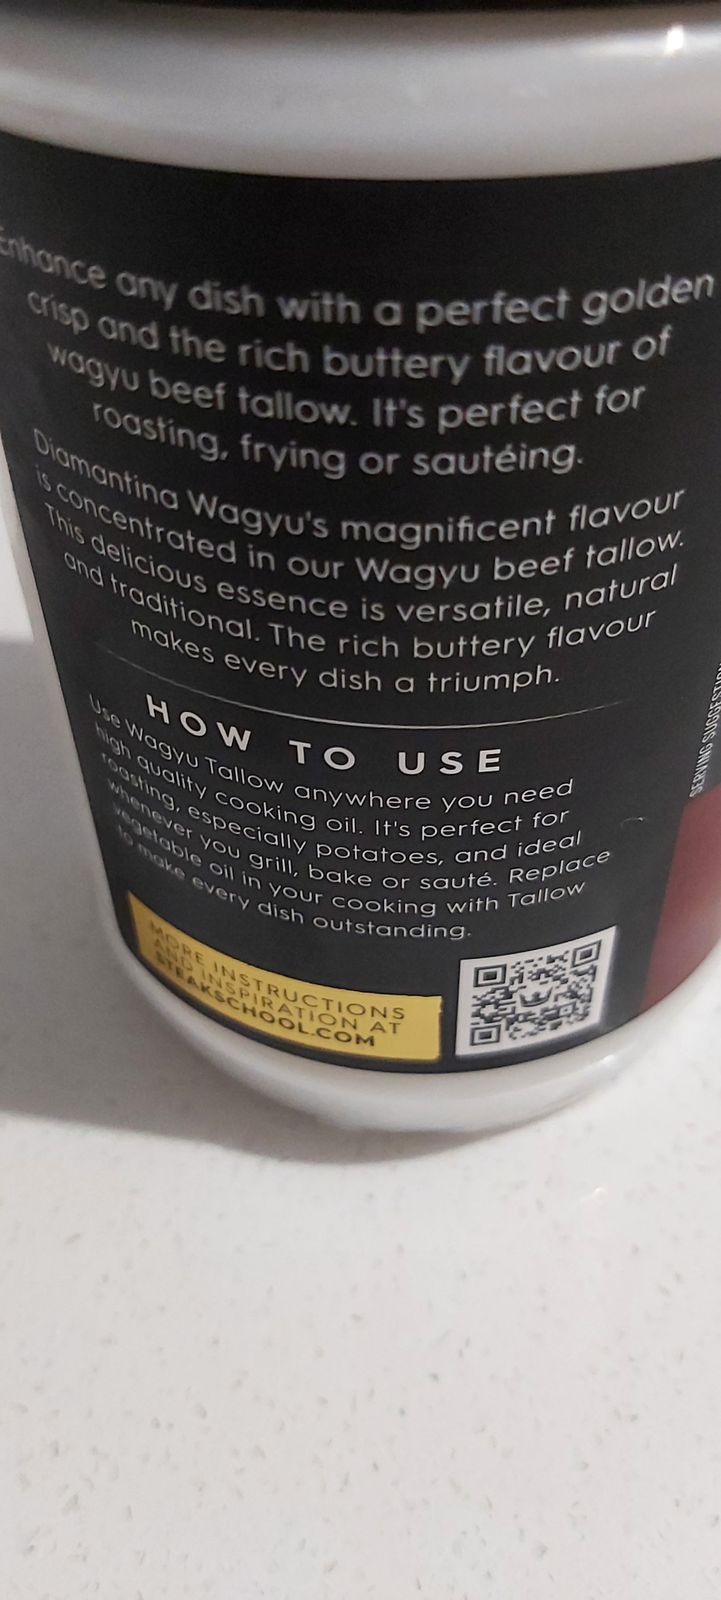 Enhance any dish with a perfect golden
crisp and the rich buttery flavour of
wagyu beef tallow. It's perfect for
roasting, frying or sautéing.
Diamantina Wagyu's magnificent flavour
is concentrated in our Wagyu beef tallow.
This delicious essence is versatile, natural
and traditional. The rich buttery flavour
makes every dish a triumph.
HOW TO USE
Use Wagyu Tallow anywhere you need
high quality cooking oil. It's perfect for
roasting, especially potatoes, and ideal
whenever you grill, bake or sauté. Replace
vegetable oil in your cooking with Tallow
to make every dish outstanding.
MORE INSTRUCTIONS
AND INSPIRATION AT
STEAKSCHOOL.COM
SERVING SUGGESTION